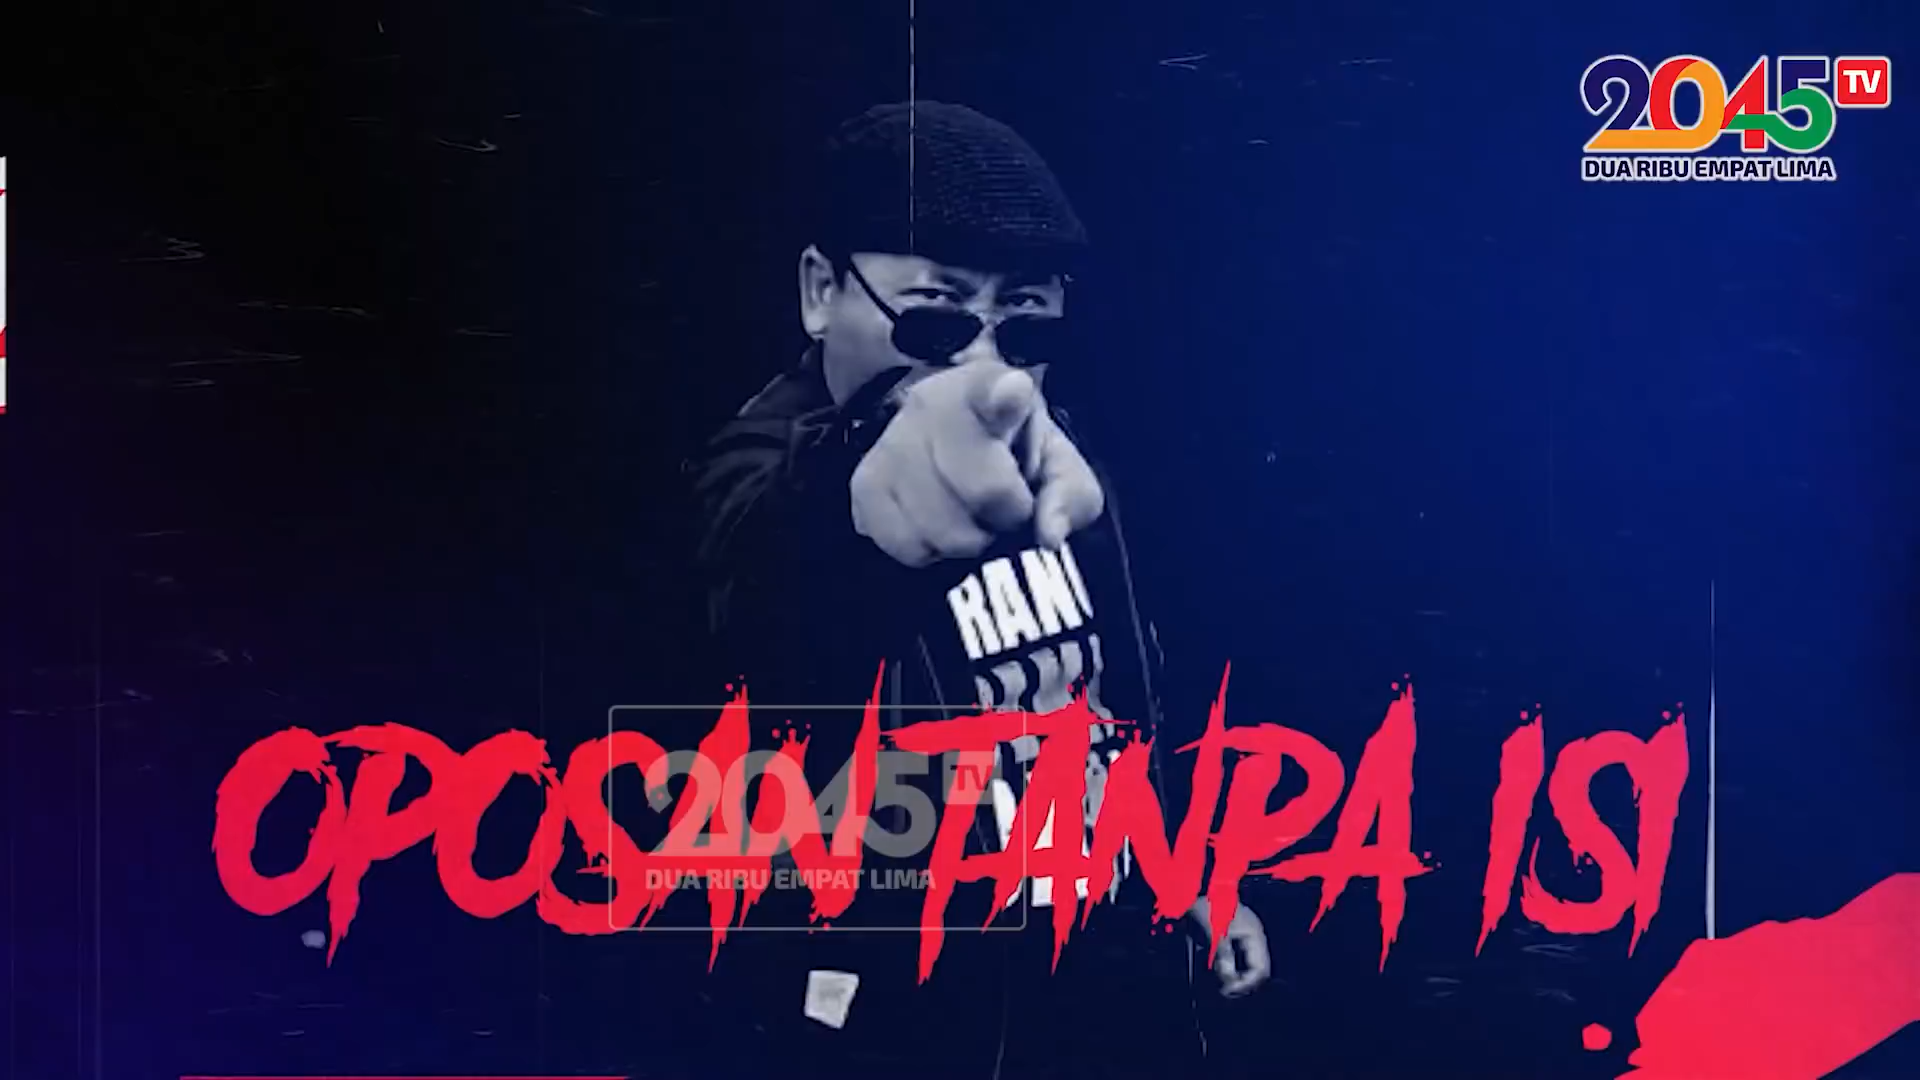 2045 TV
DUA RIBU EMPAT LIMA
RAN
OPOSAN TANPA ISI
2045 TV
DUA RIBU EMPAT LIMA